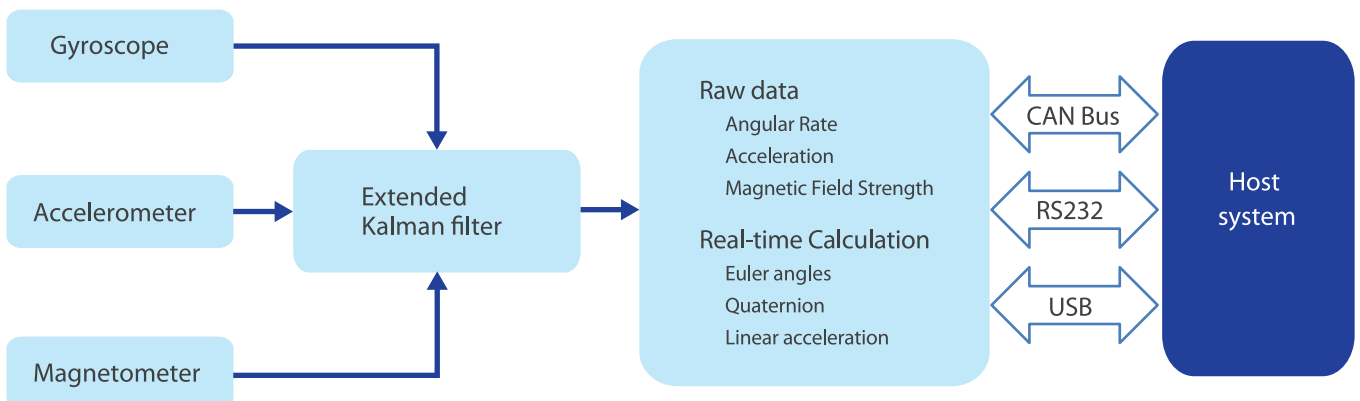 Gyroscope
Accelerometer
Magnetometer
Extended
Kalman filter
Raw data
Angular Rate
Acceleration
Magnetic Field Strength
Real-time Calculation
Euler angles
Quaternion
Linear acceleration
CAN Bus
RS232
USB
Host
system